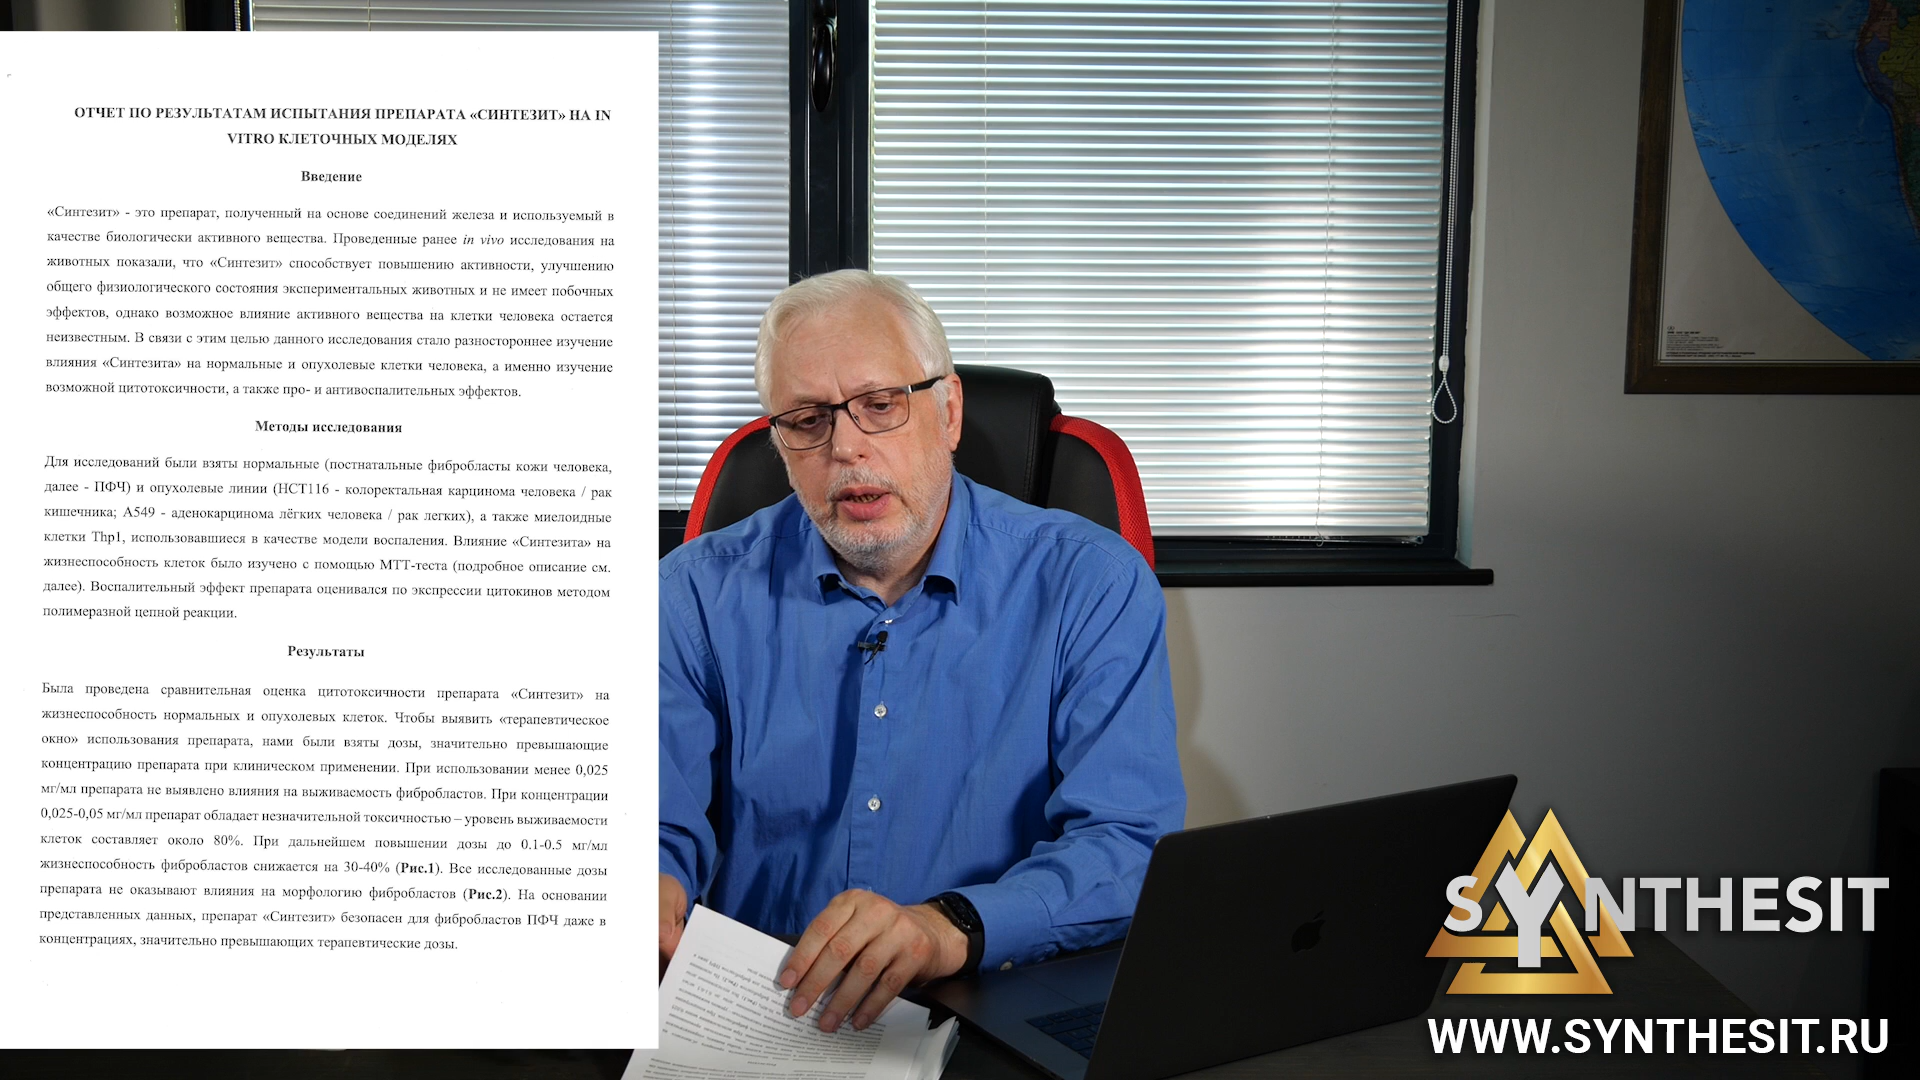 ОТЧЕТ ПО РЕЗУЛЬТАТАМ ИСПЫТАНИЯ ПРЕПАРАТА «СИНТЕЗИТ» НА IN
VITRO КЛЕТОЧНЫХ МОДЕЛЯХ
Введение
«Синтезит» - это препарат, полученный на основе соединений железа и используемый в
качестве биологически активного вещества. Проведенные ранее in vivo исследования на
животных показали, что «Синтезит» способствует повышению активности, улучшению
общего физиологического состояния экспериментальных животных и не имеет побочных
эффектов, однако возможное влияние активного вещества на клетки человека остается
неизвестным. В связи с этим целью данного исследования стало разностороннее изучение
влияния «Синтезита» на нормальные и опухолевые клетки человека, а именно изучение
возможной цитотоксичности, а также про- и антивоспалительных эффектов.
Методы исследования
Для исследований были взяты нормальные (постнатальные фибробласты кожи человека,
далее - ПФЧ) и опухолевые линии (HCT116 - колоректальная карцинома человека / рак
кишечника; A549 - аденокарцинома лёгких человека / рак легких), а также миелоидные
клетки Thp1, использовавшиеся в качестве модели воспаления. Влияние «Синтезита» на
жизнеспособность клеток было изучено с помощью МТТ-теста (подробное описание см.
далее). Воспалительный эффект препарата оценивался по экспрессии цитокинов методом
полимеразной цепной реакции.
Результаты
Была проведена сравнительная оценка цитотоксичности препарата «Синтезит» на
жизнеспособность нормальных и опухолевых клеток. Чтобы выявить «терапевтическое
окно» использования препарата, нами были взяты дозы, значительно превышающие
концентрацию препарата при клиническом применении. При использовании менее 0,025
мг/мл препарата не выявлено влияния на выживаемость фибробластов. При концентрации
0,025-0,05 мг/мл препарат обладает незначительной токсичностью – уровень выживаемости
клеток составляет около 80%. При дальнейшем повышении дозы до 0.1-0.5 мг/мл
жизнеспособность фибробластов снижается на 30-40% (Рис.1). Все исследованные дозы
препарата не оказывают влияния на морфологию фибробластов (Рис.2). На основании
представленных данных, препарат «Синтезит» безопасен для фибробластов ПФЧ даже в
концентрациях, значительно превышающих терапевтические дозы.
SYNTHESIT
WWW.SYNTHESIT.RU